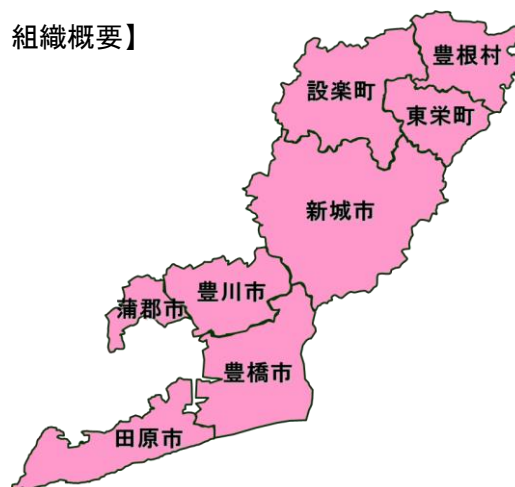 組織概要】
豊根村
設楽町
東栄町
新城市
豊川市
蒲郡市
豊橋市
田原市